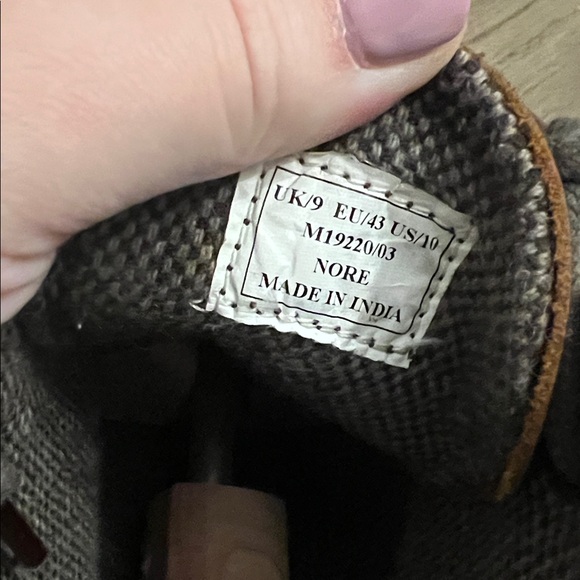 UK/9 EU/43 US/10
M19220/03
NORE
MADE IN INDIA